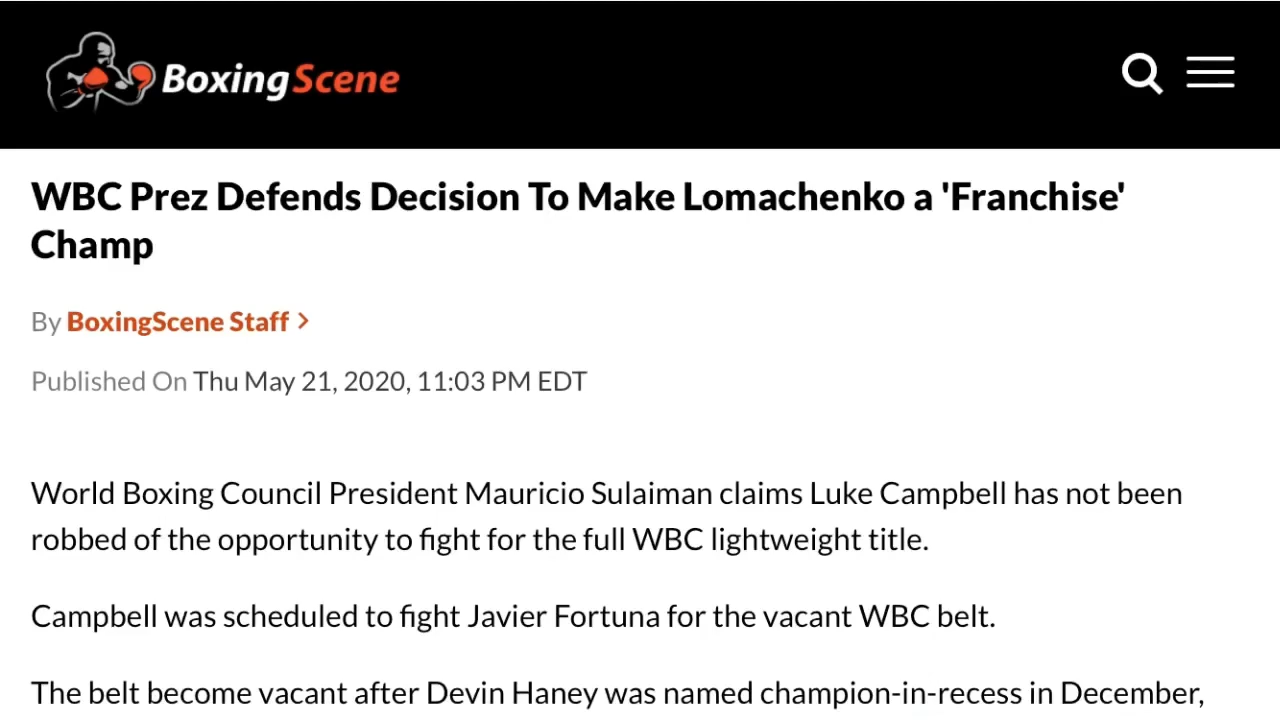 BoxingScene
WBC Prez Defends Decision To Make Lomachenko a 'Franchise'
Champ
By BoxingScene Staff >
Published On Thu May 21, 2020, 11:03 PM EDT
World Boxing Council President Mauricio Sulaiman claims Luke Campbell has not been
robbed of the opportunity to fight for the full WBC lightweight title.
Campbell was scheduled to fight Javier Fortuna for the vacant WBC belt.
The belt become vacant after Devin Haney was named champion-in-recess in December,